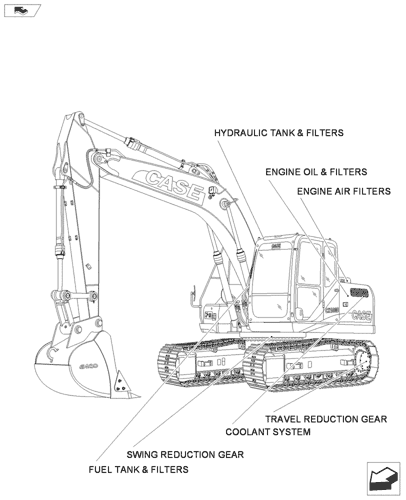 HYDRAULIC TANK & FILTERS
ENGINE OIL & FILTERS
ENGINE AIR FILTERS
CASE
CASE
CASE
TRAVEL REDUCTION GEAR
COOLANT SYSTEM
SWING REDUCTION GEAR
FUEL TANK & FILTERS